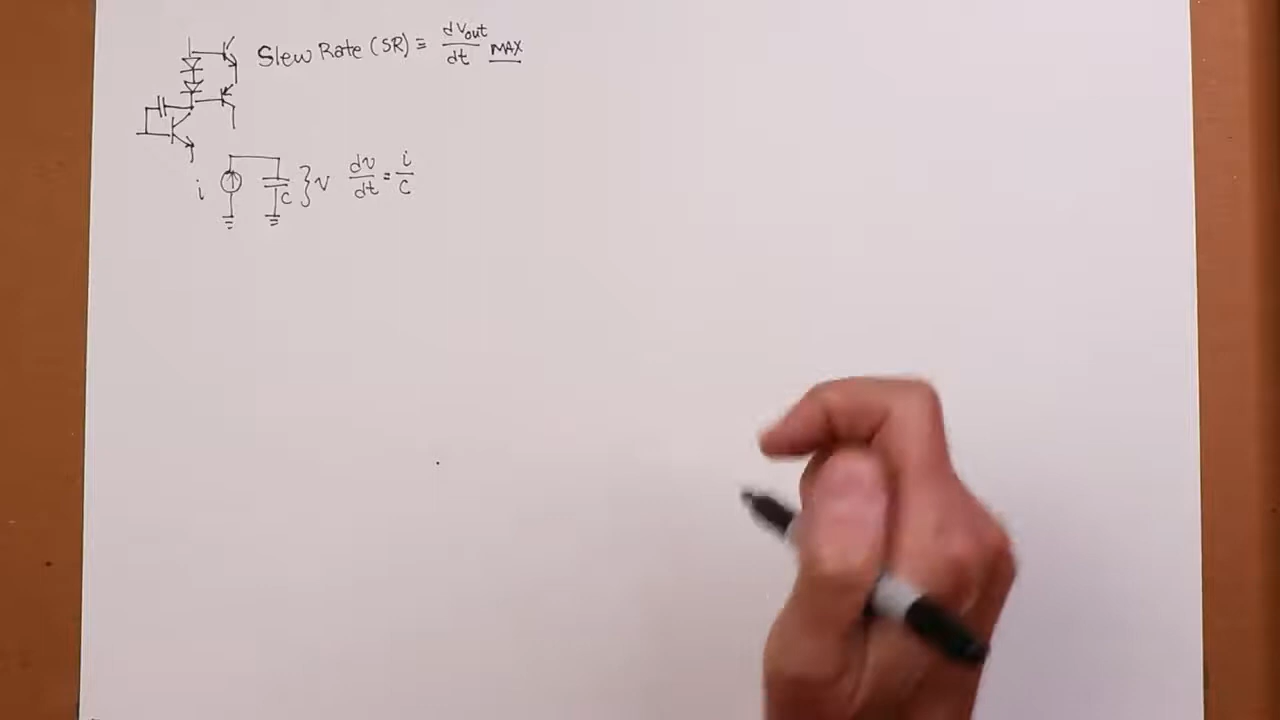 Slew Rate (SR) ≡ dVout/dt MAX
i C } v dv/dt = i/C